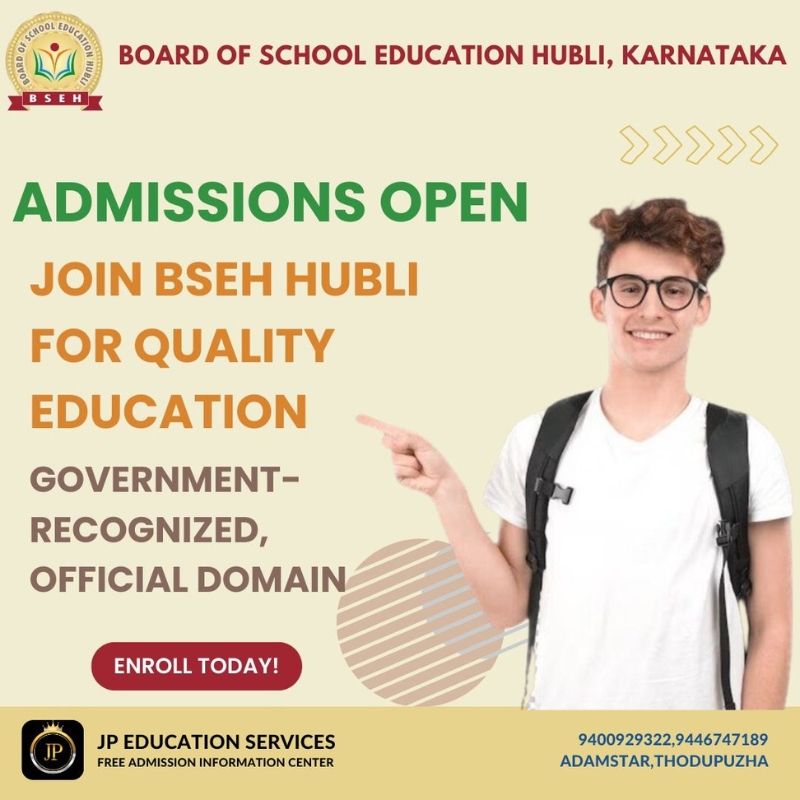 BOARD OF SCHOOL EDUCATION HUBLI
B S E H
BOARD OF SCHOOL EDUCATION HUBLI, KARNATAKA
ADMISSIONS OPEN
JOIN BSEH HUBLI
FOR QUALITY
EDUCATION
GOVERNMENT-
RECOGNIZED,
OFFICIAL DOMAIN
ENROLL TODAY!
JP
JP EDUCATION SERVICES
FREE ADMISSION INFORMATION CENTER
9400929322,9446747189
ADAMSTAR,THODUPUZHA